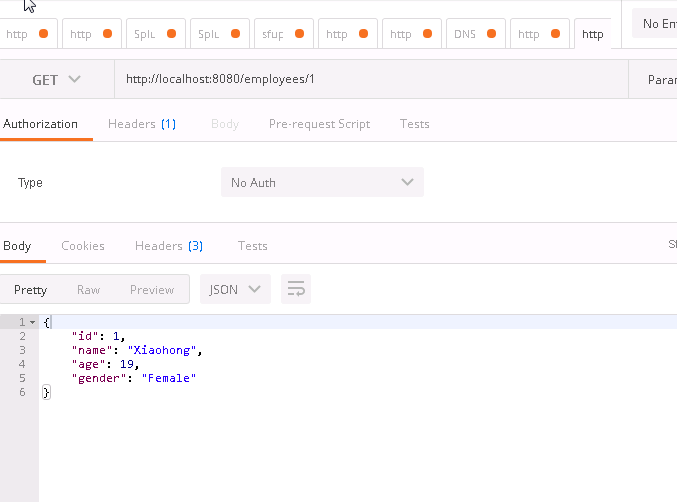 http http Splu Splu sfup http http DNS http http No En
GET http://localhost:8080/employees/1 Paran
Authorization Headers (1) Body Pre-request Script Tests
Type No Auth
Body Cookies Headers (3) Tests St
Pretty Raw Preview JSON
1 {
2 "id": 1,
3 "name": "Xiaohong",
4 "age": 19,
5 "gender": "Female"
6 }